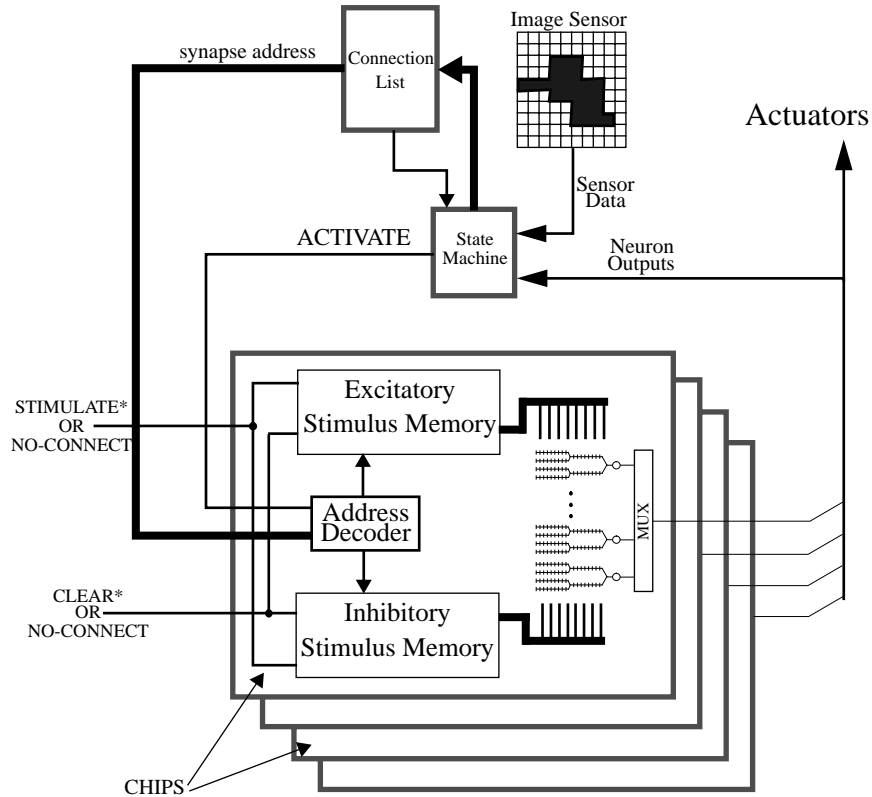 Image Sensor
synapse address
Connection
List
Actuators
Sensor
Data
ACTIVATE
State
Machine
Neuron
Outputs
Excitatory
Stimulus Memory
STIMULATE*
OR
NO-CONNECT
Address
Decoder
MUX
CLEAR*
OR
NO-CONNECT
Inhibitory
Stimulus Memory
CHIPS